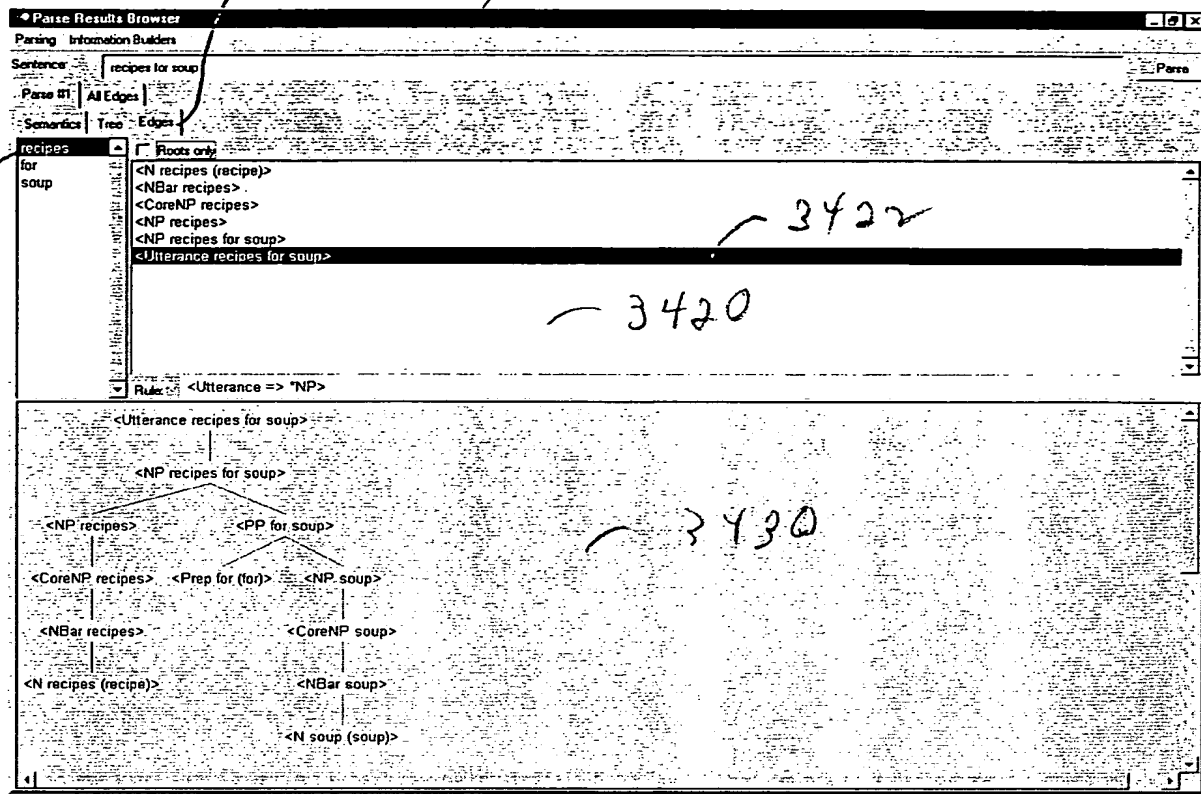 Parse Results Browser
Parsing Information Builders
Sentence: recipes for soup Parse
Parse #1 All Edges
Semantics Tree Edges
recipes
for
soup
Roots only
<N recipes (recipe)>
<NBar recipes>
<CoreNP recipes>
<NP recipes>
<NP recipes for soup>
<Utterance recipes for soup>
3422
3420
Rule: <Utterance => *NP>
<Utterance recipes for soup>
<NP recipes for soup>
<NP recipes> <PP for soup>
3430
<CoreNP recipes> <Prep for (for)> <NP soup>
<NBar recipes> <CoreNP soup>
<N recipes (recipe)> <NBar soup>
<N soup (soup)>